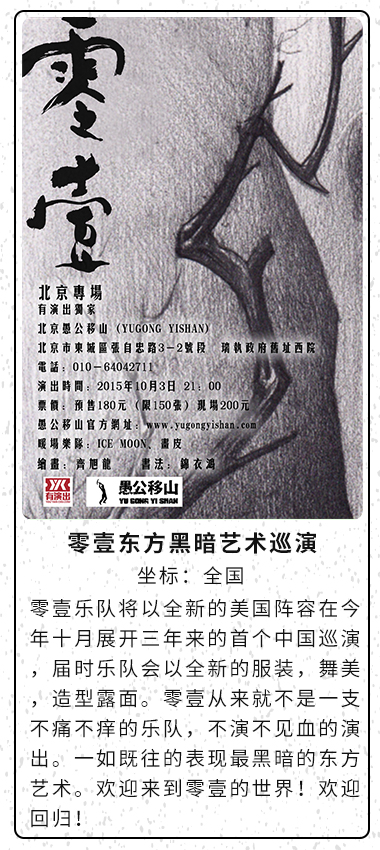 零壹
北京專場
有演出獨家
北京愚公移山 (YUGONG YISHAN)
北京市東城區張自忠路3-2號段 瑞執政府舊址西院
電話: 010-64042711
演出時間: 2015年10月3日 21:00
票價: 預售180元 (限150張) 現場200元
愚公移山官方網址: www.yugongyishan.com
暖場樂隊: ICE MOON、畫皮
繪畫: 齊旭龍 書法: 錦衣鴻
有演出
愚公移山
YU GONG YI SHAN
零壹东方黑暗艺术巡演
坐标：全国
零壹乐队将以全新的美国阵容在今
年十月展开三年来的首个中国巡演
，届时乐队会以全新的服装，舞美
，造型露面。零壹从来就不是一支
不痛不痒的乐队，不演不见血的演
出。一如既往的表现最黑暗的东方
艺术。欢迎来到零壹的世界！欢迎
回归！